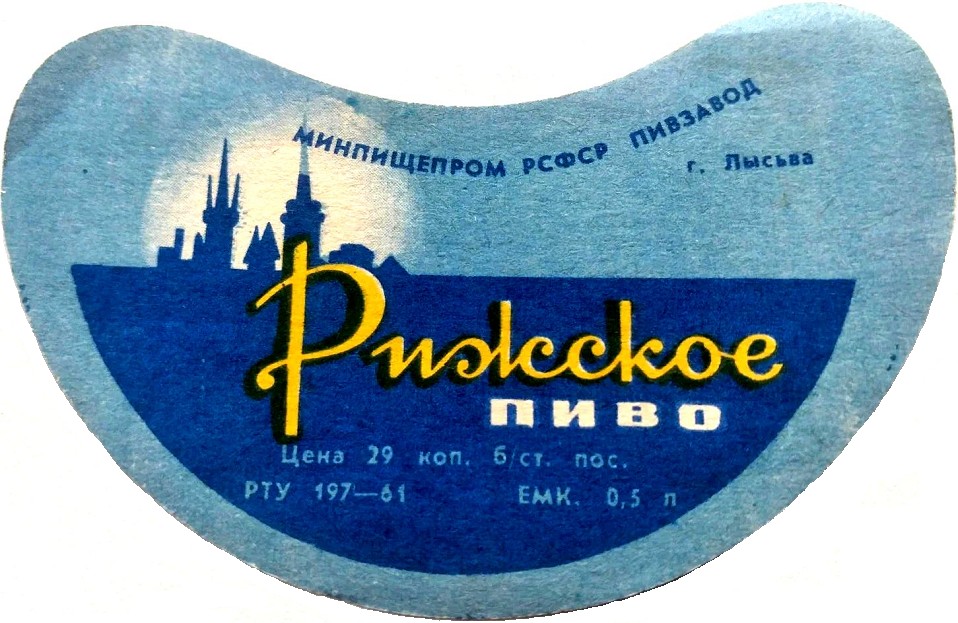 МИНПИЩЕПРОМ РСФСР ПИВЗАВОД
г. Лысьва
Рижское
ПИВО
Цена 29 коп. б/ст. пос.
РТУ 197—61 ЕМК. 0,5 л